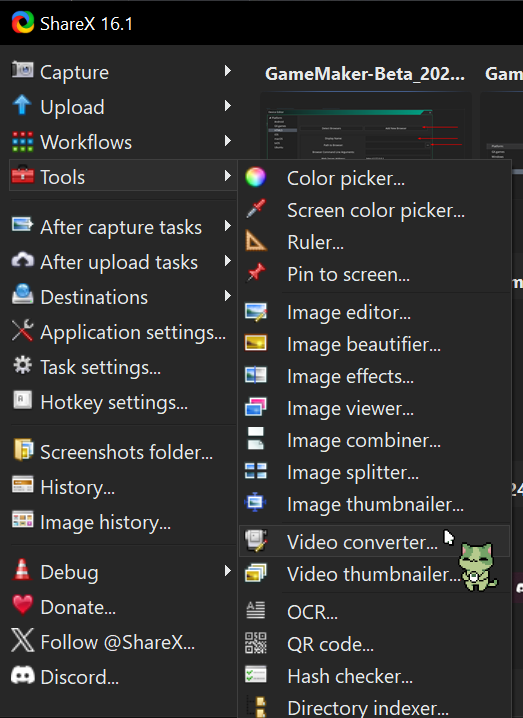 ShareX 16.1
Capture
Upload
Workflows
Tools
After capture tasks
After upload tasks
Destinations
Application settings...
Task settings...
Hotkey settings...
Screenshots folder...
History...
Image history...
Debug
Donate...
Follow @ShareX...
Discord...
GameMaker-Beta_202...
Gam
Color picker...
Screen color picker...
Ruler...
Pin to screen...
Image editor...
Image beautifier...
Image effects...
Image viewer...
Image combiner...
Image splitter...
Image thumbnailer...
Video converter...
Video thumbnailer...
OCR...
QR code...
Hash checker...
Directory indexer...